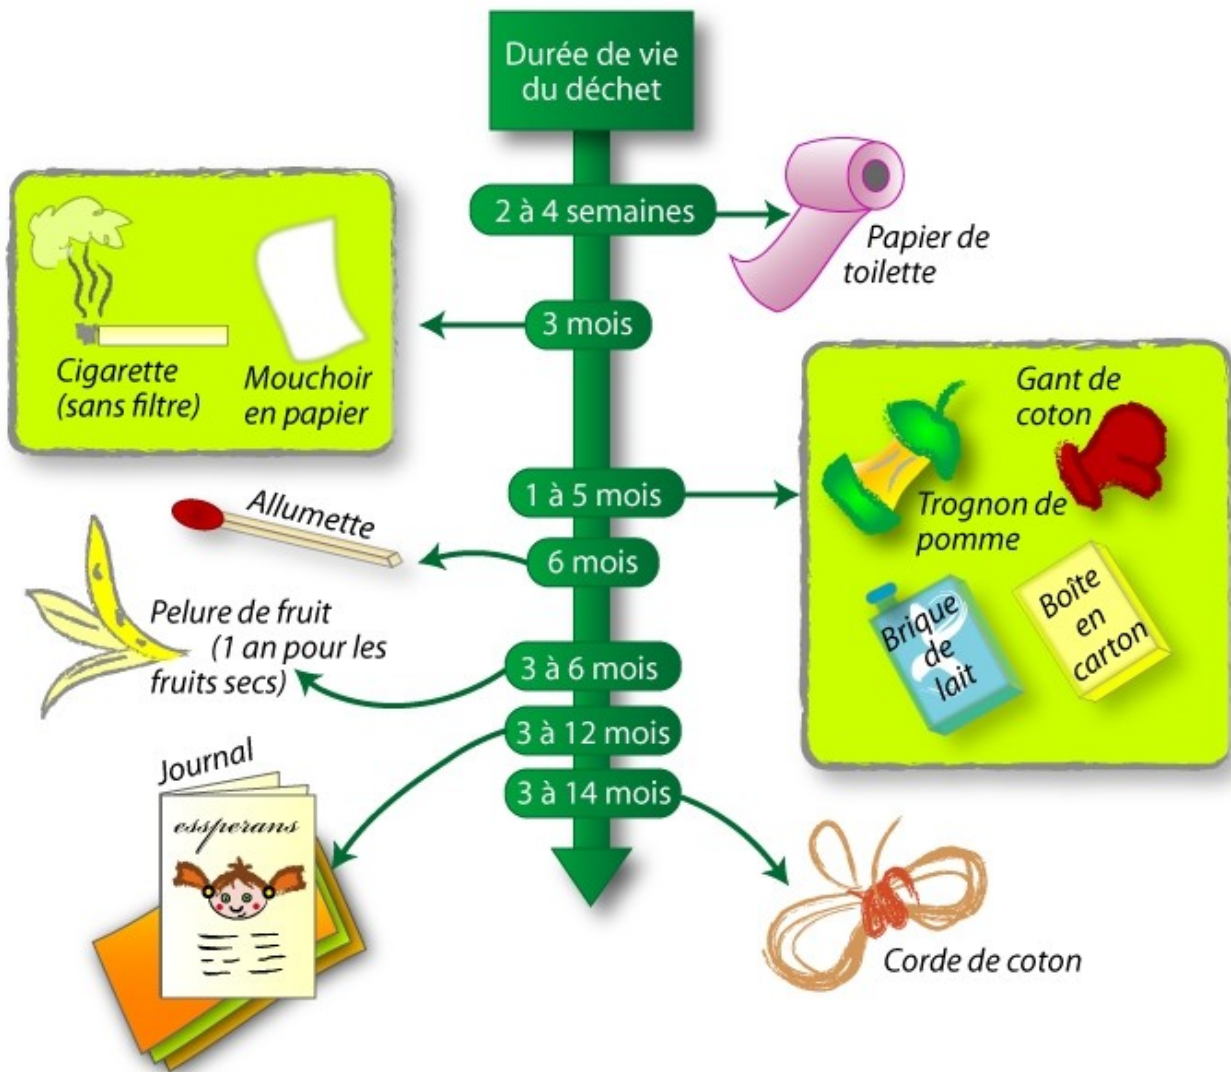 Durée de vie
du déchet
2 à 4 semaines
Papier de
toilette
3 mois
Cigarette
(sans filtre)
Mouchoir
en papier
1 à 5 mois
Gant de
coton
Trognon de
pomme
Brique
de
lait
Boîte
en
carton
Allumette
6 mois
Pelure de fruit
(1 an pour les
fruits secs)
3 à 6 mois
3 à 12 mois
Journal
essperans
3 à 14 mois
Corde de coton